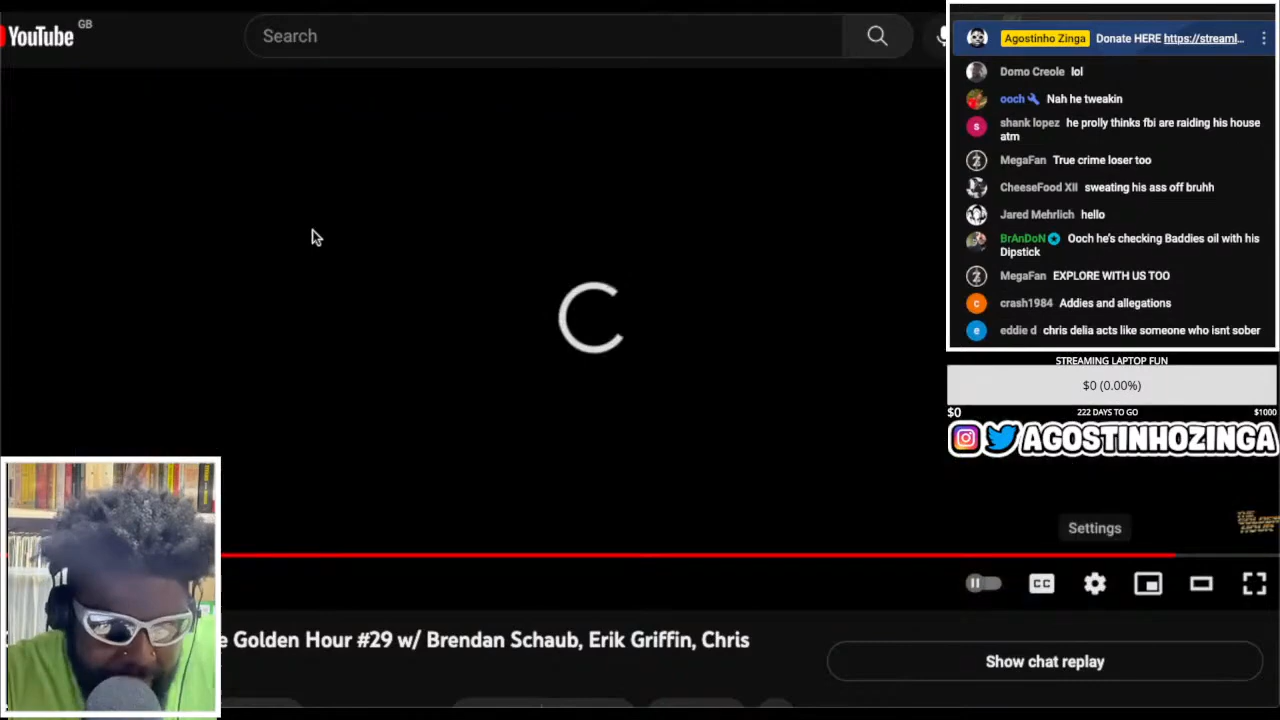 YouTube GB
Search
Agostinho Zinga Donate HERE https://streaml...
Domo Creole lol
ooch Nah he tweakin
shank lopez he prolly thinks fbi are raiding his house
atm
MegaFan True crime loser too
CheeseFood XII sweating his ass off bruhh
Jared Mehrlich hello
BrAnDoN Ooch he's checking Baddies oil with his
Dipstick
MegaFan EXPLORE WITH US TOO
crash1984 Addies and allegations
eddie d chris delia acts like someone who isnt sober
STREAMING LAPTOP FUN
$0 (0.00%)
$0 222 DAYS TO GO $1000
AGOSTINHOZINGA
Settings
THE GOLDEN HOUR
CC
Golden Hour #29 w/ Brendan Schaub, Erik Griffin, Chris
Show chat replay